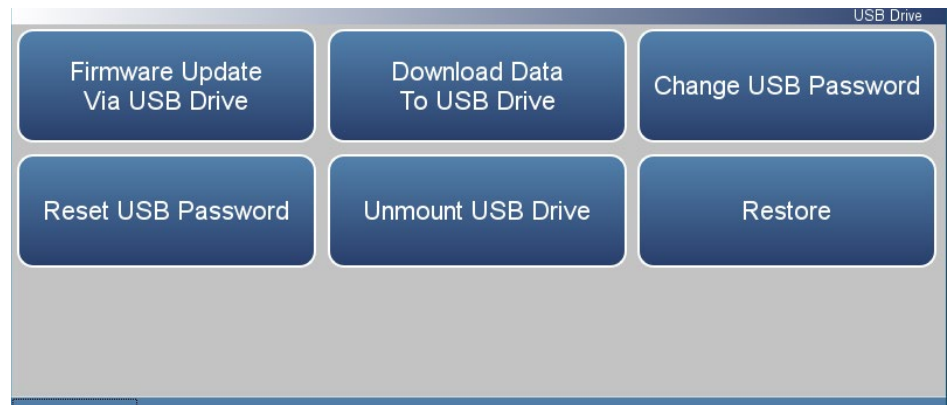 USB Drive
Firmware Update
Via USB Drive
Download Data
To USB Drive
Change USB Password
Reset USB Password
Unmount USB Drive
Restore